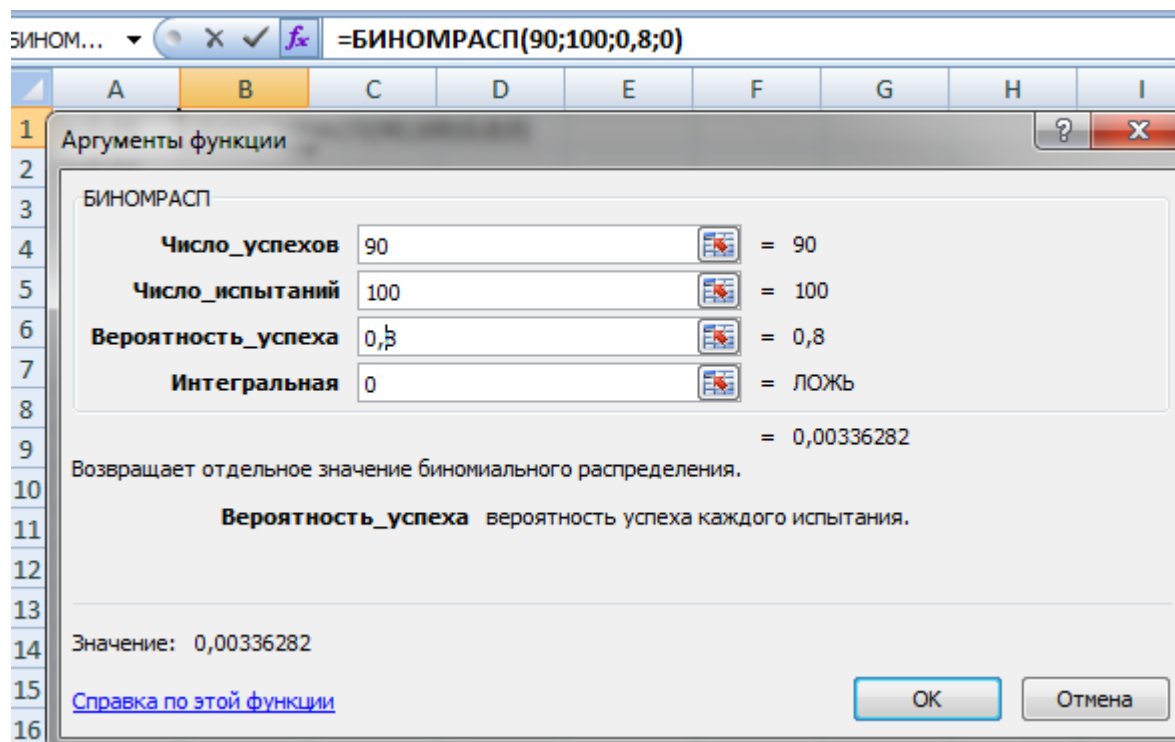 БИНОМ... fx =БИНОМРАСП(90;100;0,8;0)
A B C D E F G H I
1
Аргументы функции
2
3 БИНОМРАСП
4 Число_успехов 90 = 90
5 Число_испытаний 100 = 100
6 Вероятность_успеха 0,8 = 0,8
7 Интегральная 0 = ЛОЖЬ
8
9 = 0,00336282
10 Возвращает отдельное значение биномиального распределения.
11 Вероятность_успеха вероятность успеха каждого испытания.
12
13
14 Значение: 0,00336282
15 Справка по этой функции OK Отмена
16